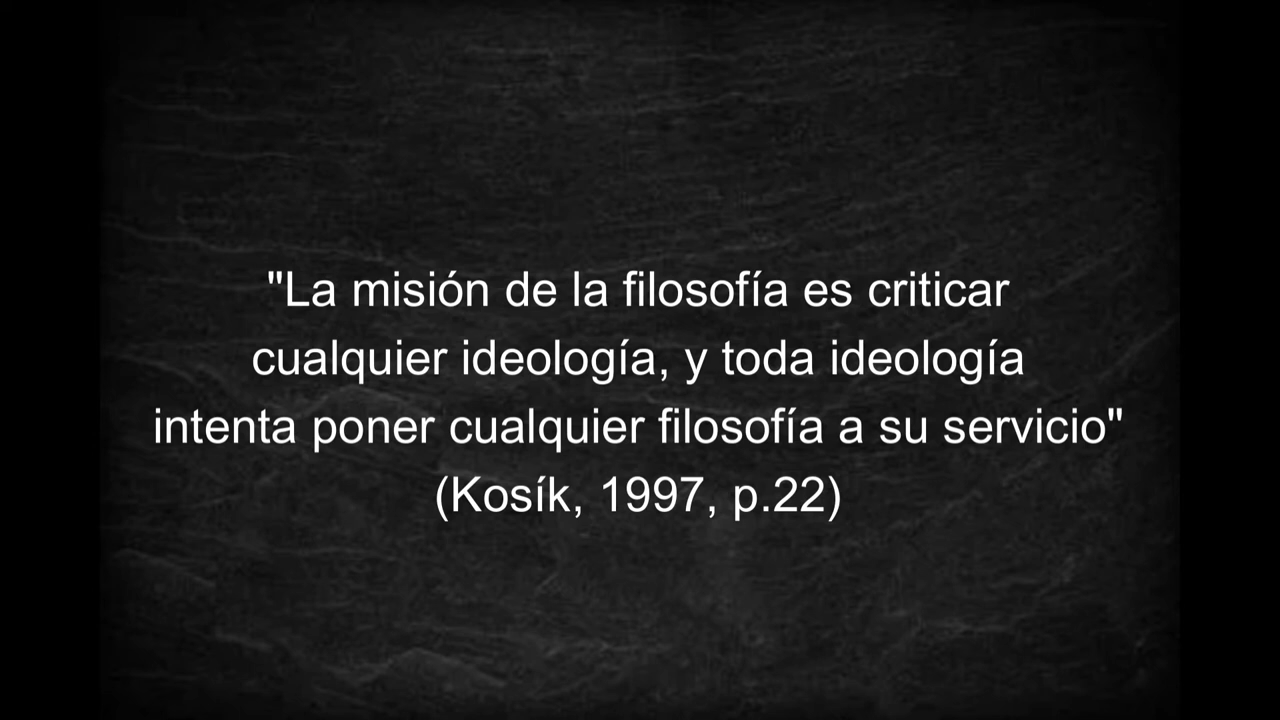 "La misión de la filosofía es criticar
cualquier ideología, y toda ideología
intenta poner cualquier filosofía a su servicio"
(Kosík, 1997, p.22)